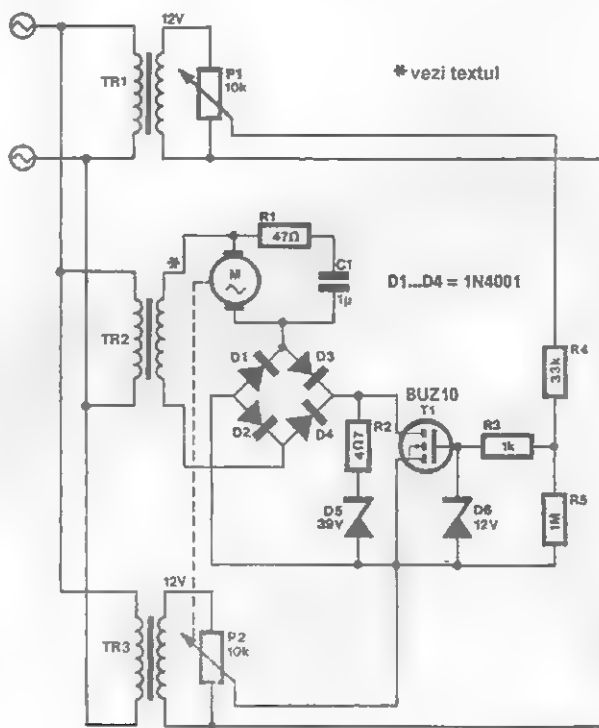 12V
TR1
P1
10k
* vezi textul
R1
47Ω
M
C1
1µ
D1...D4 = 1N4001
*
TR2
D1
D3
D2
D4
BUZ10
T1
R4
33k
R2
4Ω7
R3
1k
R5
1M
D5
39V
D6
12V
12V
TR3
P2
10k